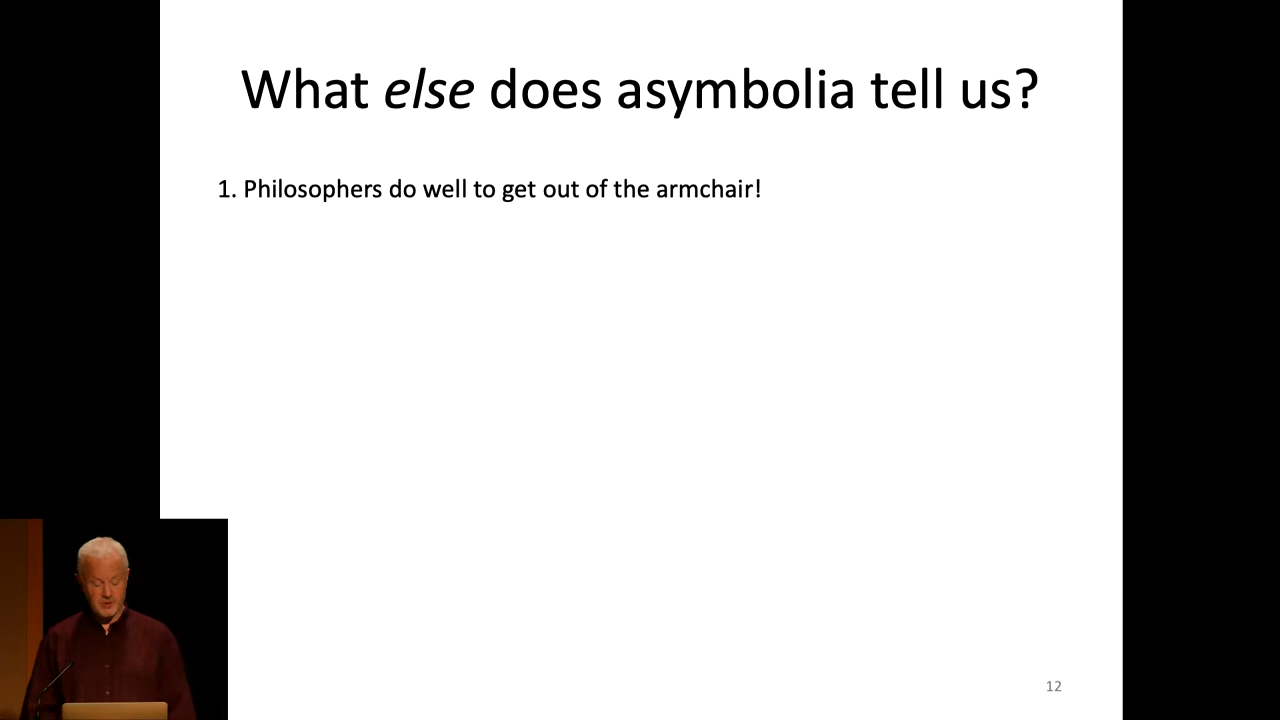 What else does asymbolia tell us?
1. Philosophers do well to get out of the armchair!
12